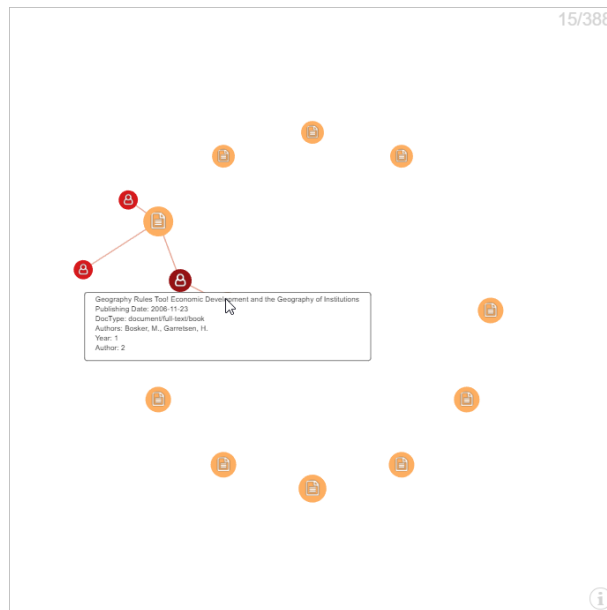 15/388
Geography Rules Too! Economic Development and the Geography of Institutions
Publishing Date: 2008-11-23
DocType: document/full-text/book
Authors: Bosker, M., Garretsen, H.
Year: 1
Author: 2